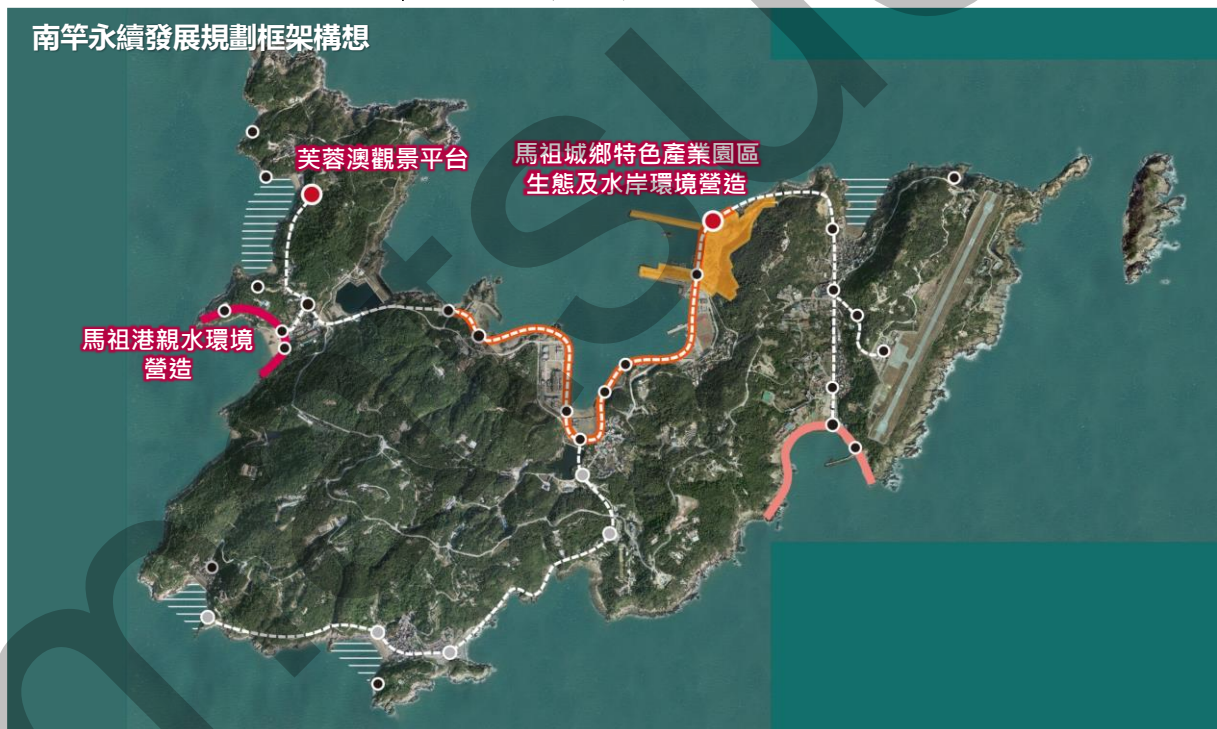 南竿永續發展規劃框架構想
芙蓉澳觀景平台
馬祖城鄉特色產業園區
生態及水岸環境營造
馬祖港親水環境
營造